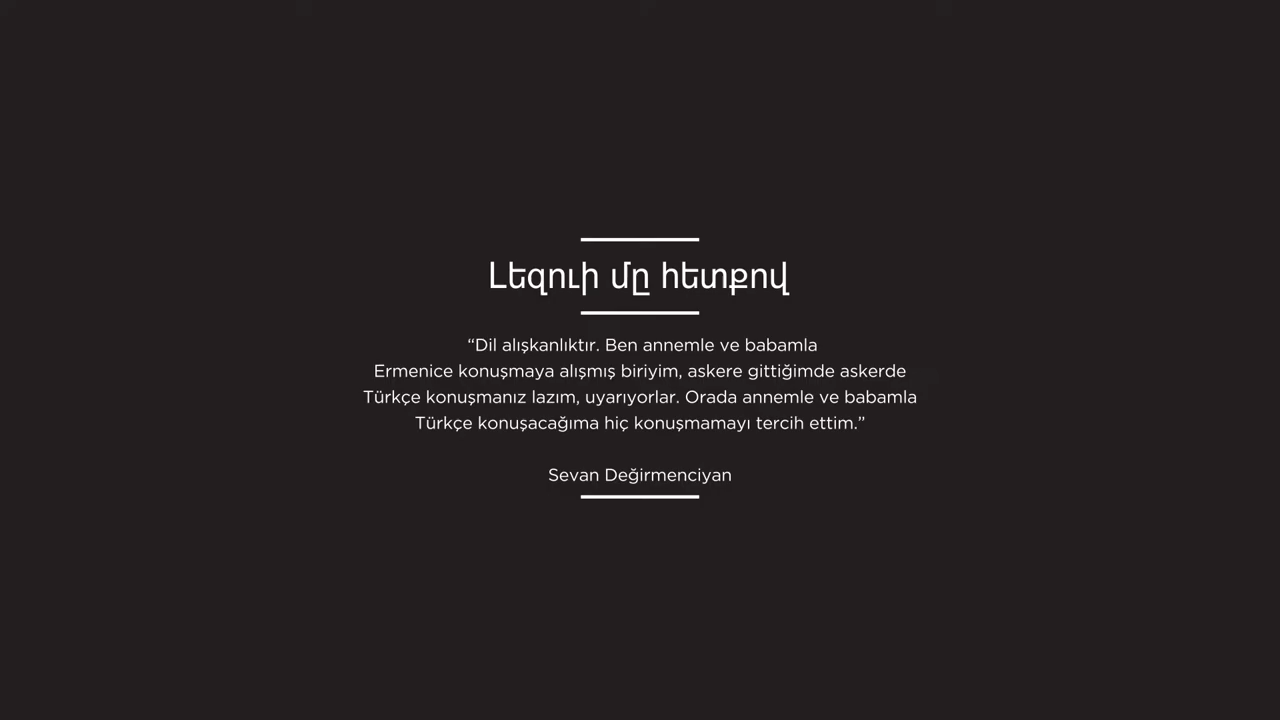 Լեզուի մը հետքով
“Dil alışkanlıktır. Ben annemle ve babamla
Ermenice konuşmaya alışmış biriyim, askere gittiğimde askerde
Türkçe konuşmanız lazım, uyarıyorlar. Orada annemle ve babamla
Türkçe konuşacağıma hiç konuşmamayı tercih ettim.”
Sevan Değirmenciyan